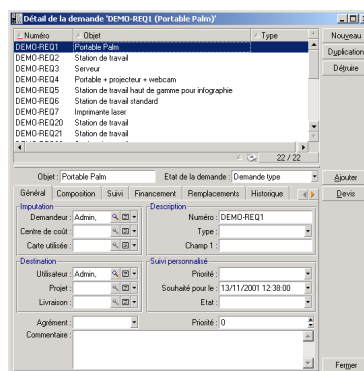 Détail de la demande 'DEMO-REQ1 (Portable Palm)'
Numéro Objet Type
DEMO-REQ1 Portable Palm
DEMO-REQ2 Station de travail
DEMO-REQ3 Serveur
DEMO-REQ4 Portable + projecteur + webcam
DEMO-REQ5 Station de travail haut de gamme pour infographie
DEMO-REQ6 Station de travail standard
DEMO-REQ7 Imprimante laser
DEMO-REQ20 Station de travail
DEMO-REQ21 Station de travail
22 / 22
Nouveau
Duplication
Détruire
Objet : Portable Palm Etat de la demande : Demande type
Ajouter
Devis
Général Composition Suivi Financement Remplacements Historique
Imputation
Demandeur : Admin,
Centre de coût :
Carte utilisée :
Description
Numéro : DEMO-REQ1
Type :
Champ 1 :
Destination
Utilisateur : Admin,
Projet :
Livraison :
Suivi personnalisé
Priorité :
Souhaité pour le : 13/11/2001 12:38:00
Etat :
Agrément : Priorité : 0
Commentaire :
Fermer